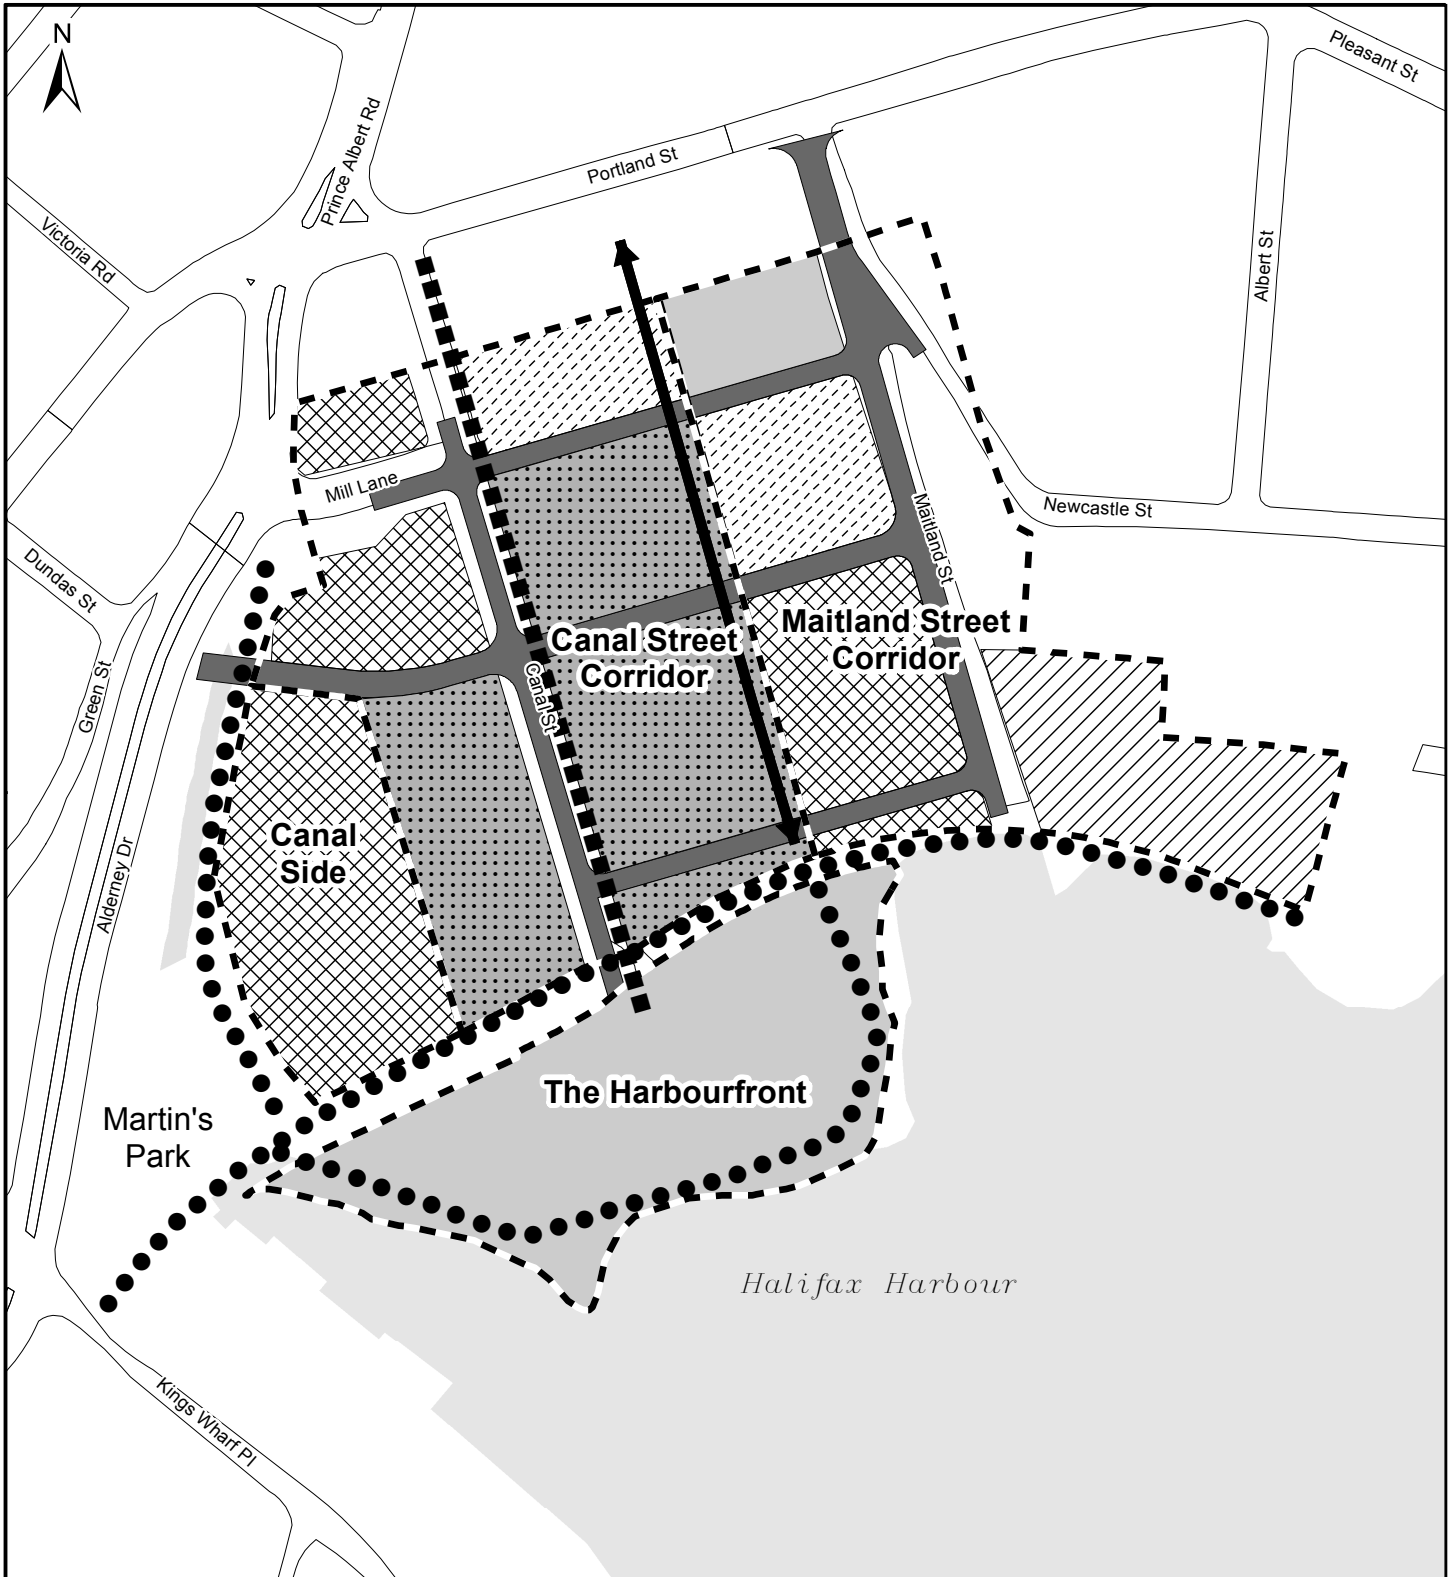 N
Pleasant St
Prince Albert Rd
Portland St
Victoria Rd
Albert St
Mill Lane
Newcastle St
Maitland St
Dundas St
Maitland Street
Corridor
Canal Street
Corridor
Green St
Canal St
Canal
Side
Alderney Dr
The Harbourfront
Martin's
Park
Halifax Harbour
Kings Wharf Pl